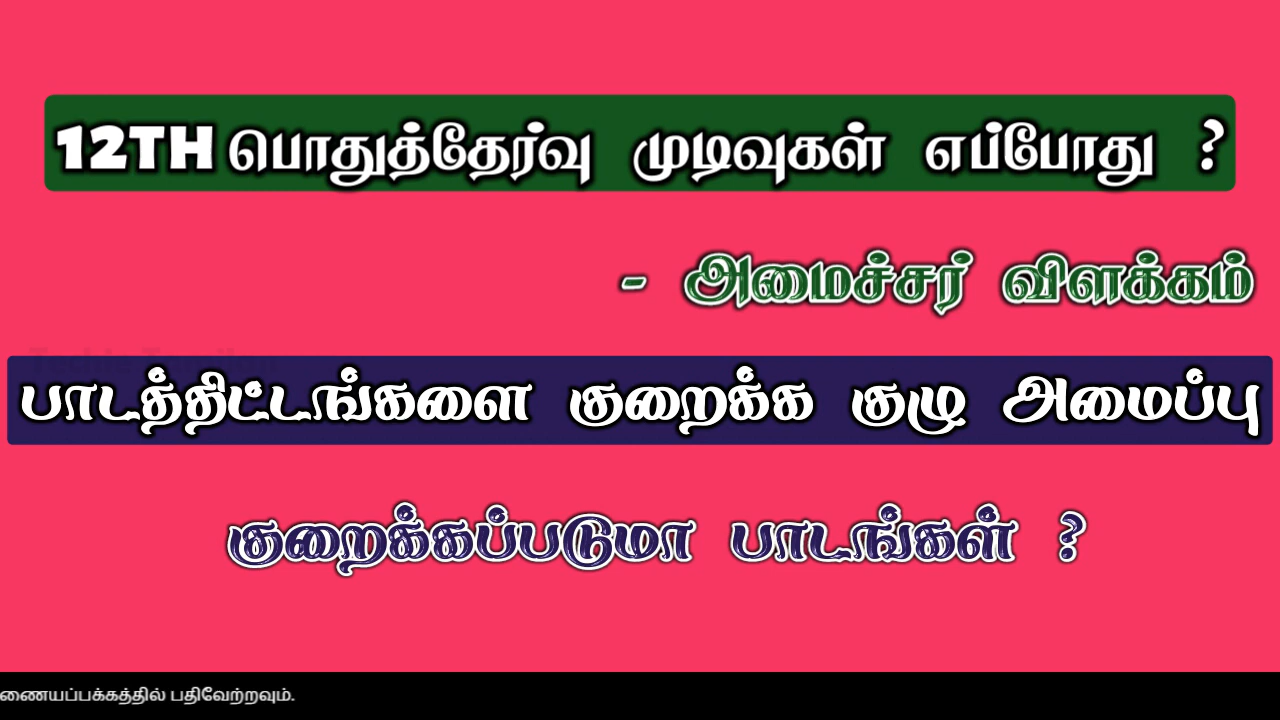 12TH பொதுத்தேர்வு முடிவுகள் எப்போது ?
- அமைச்சர் விளக்கம்
பாடத்திட்டங்களை குறைக்க குழு அமைப்பு
குறைக்கப்படுமா பாடங்கள் ?
ணையப்பக்கத்தில் பதிவேற்றவும்.